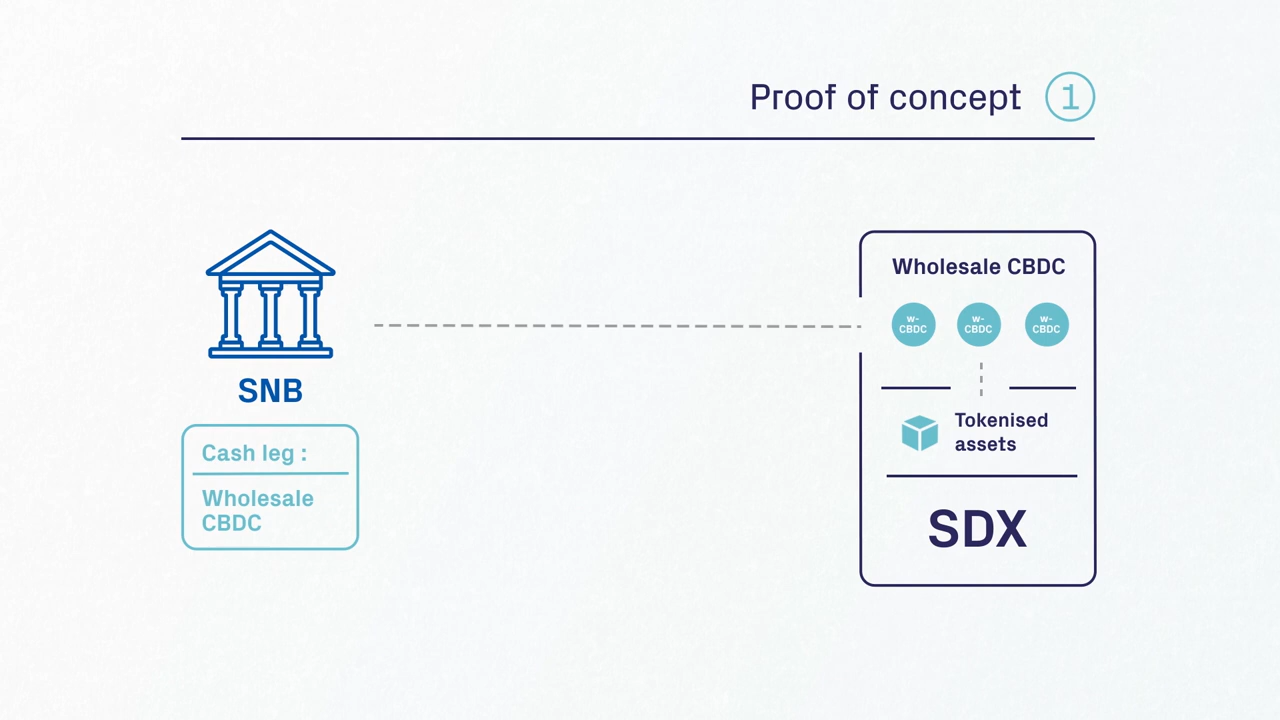 Proof of concept 1
SNB
Cash leg :
Wholesale
CBDC
Wholesale CBDC
w-
CBDC
w-
CBDC
w-
CBDC
Tokenised
assets
SDX